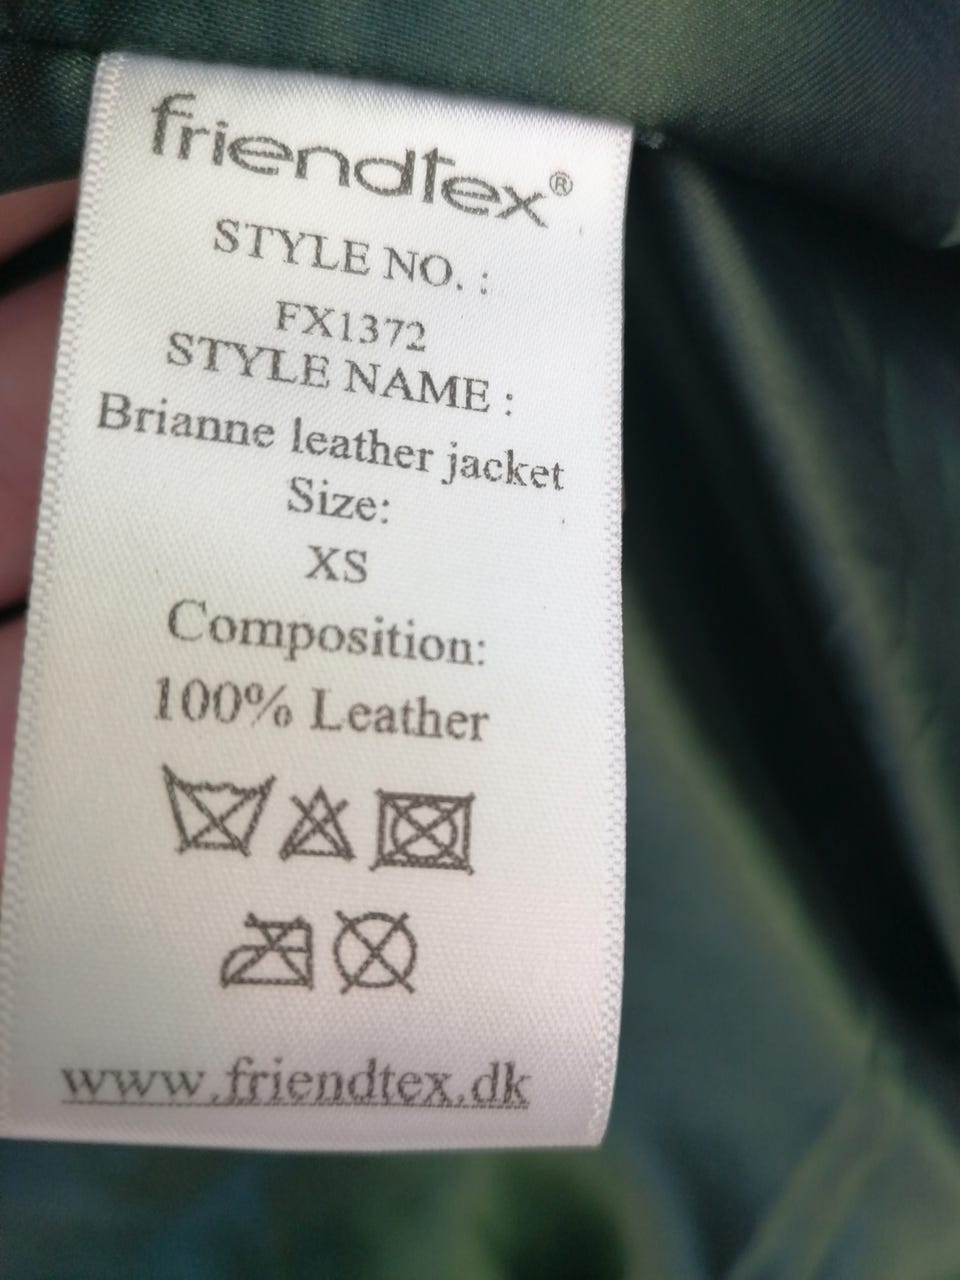 friendtex®
STYLE NO. :
FX1372
STYLE NAME :
Brianne leather jacket
Size:
XS
Composition:
100% Leather
www.friendtex.dk